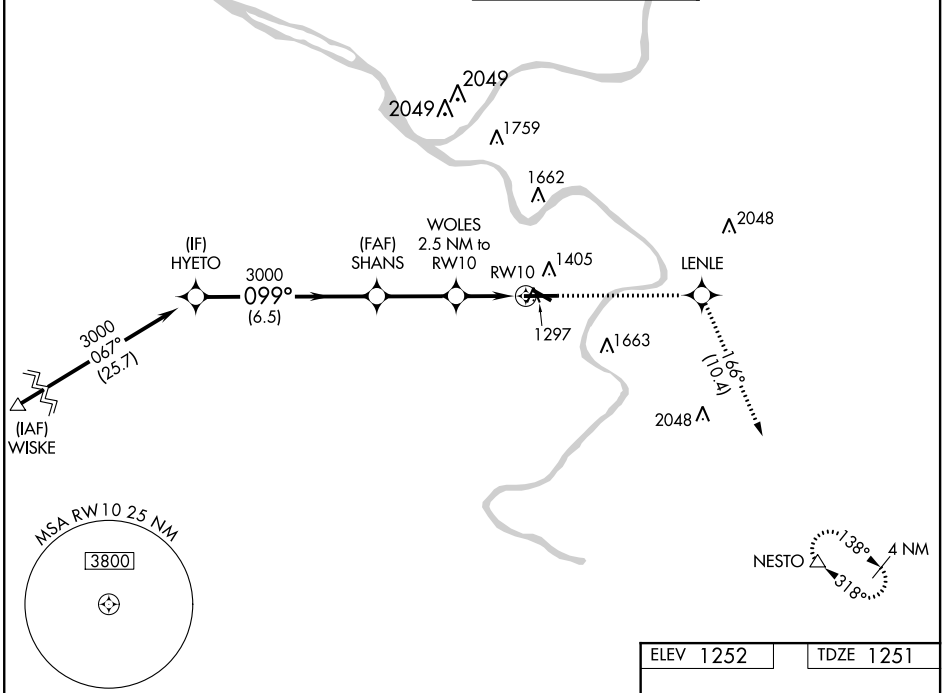 2049
2049
1759
1662
2048
(IF)
HYETO
3000
099°
(6.5)
(FAF)
SHANS
WOLES
2.5 NM to
RW10
RW10
1405
LENLE
1297
1663
3000
067°
(25.7)
(IAF)
WISKE
166°
(10.4)
2048
MSA RW10 25 NM
3800
NESTO
138°
318°
4 NM
ELEV 1252
TDZE 1251